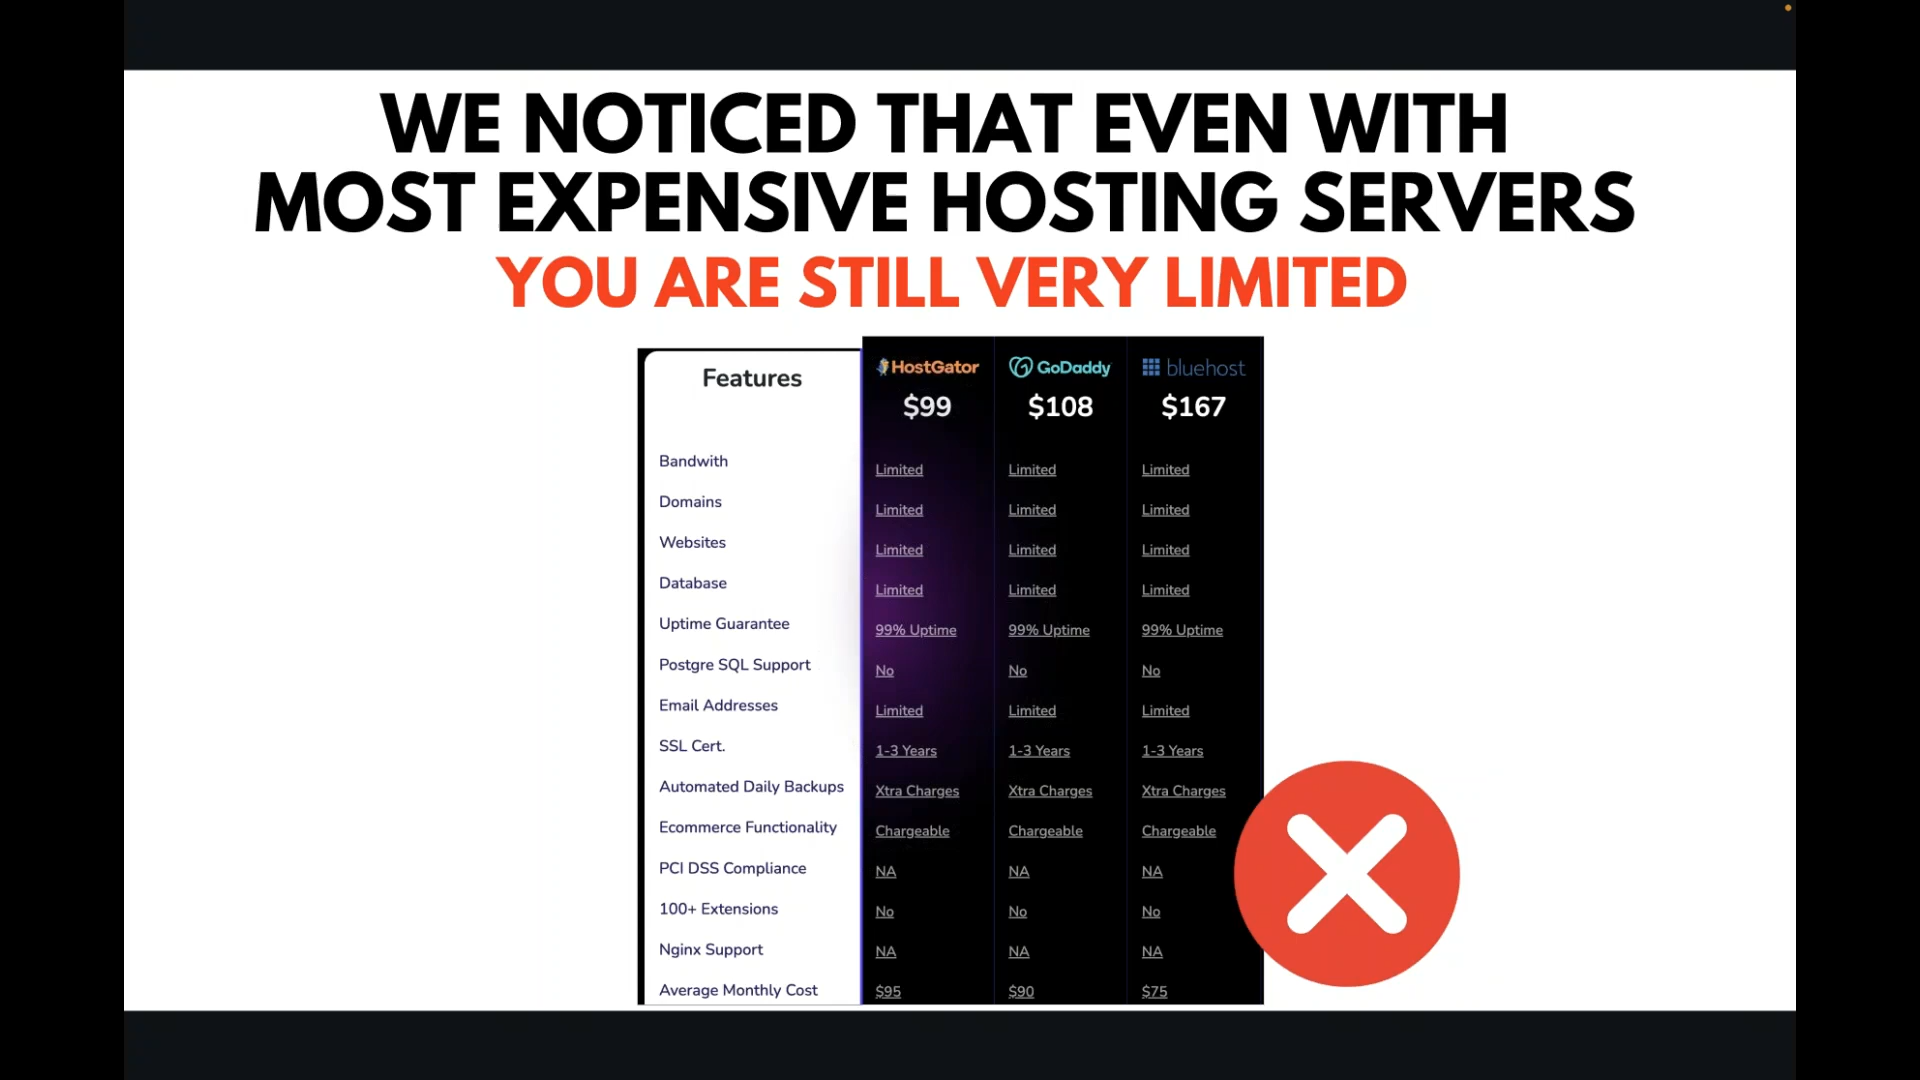 WE NOTICED THAT EVEN WITH
MOST EXPENSIVE HOSTING SERVERS
YOU ARE STILL VERY LIMITED
Features HostGator GoDaddy bluehost
$99 $108 $167
Bandwith Limited Limited Limited
Domains Limited Limited Limited
Websites Limited Limited Limited
Database Limited Limited Limited
Uptime Guarantee 99% Uptime 99% Uptime 99% Uptime
Postgre SQL Support No No No
Email Addresses Limited Limited Limited
SSL Cert. 1-3 Years 1-3 Years 1-3 Years
Automated Daily Backups Xtra Charges Xtra Charges Xtra Charges
Ecommerce Functionality Chargeable Chargeable Chargeable
PCI DSS Compliance NA NA NA
100+ Extensions No No No
Nginx Support NA NA NA
Average Monthly Cost $95 $90 $75